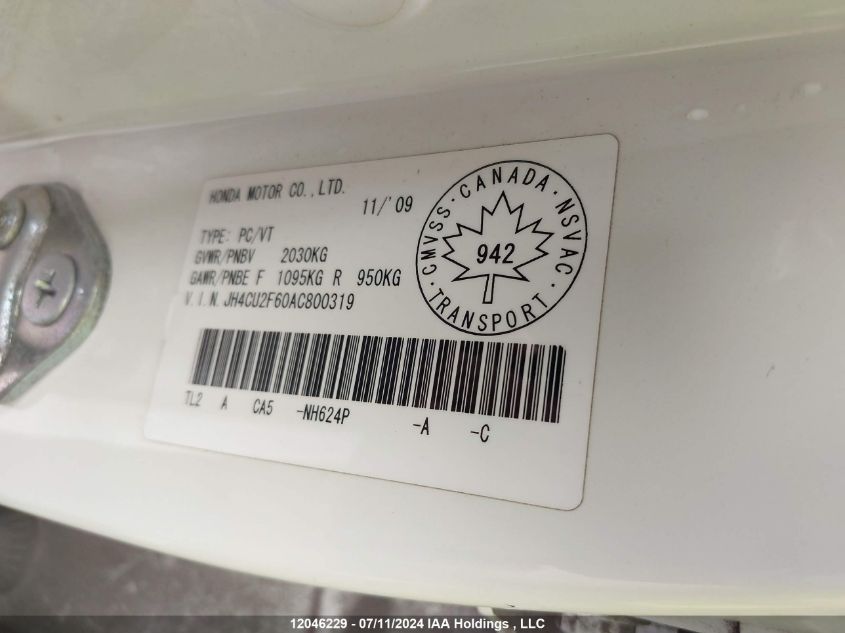 HONDA MOTOR CO.,LTD.
11/'09
TYPE: PC/VT
GVWR/PNBV 2030KG
GAWR/PNBE F 1095KG R 950KG
V.I.N. JH4CU2F60AC800319
CMVSS · CANADA · NSVAC ·
942
TRANSPORT
TL2 A CA5 -NH624P -A -C
12046229 - 07/11/2024 IAA Holdings , LLC